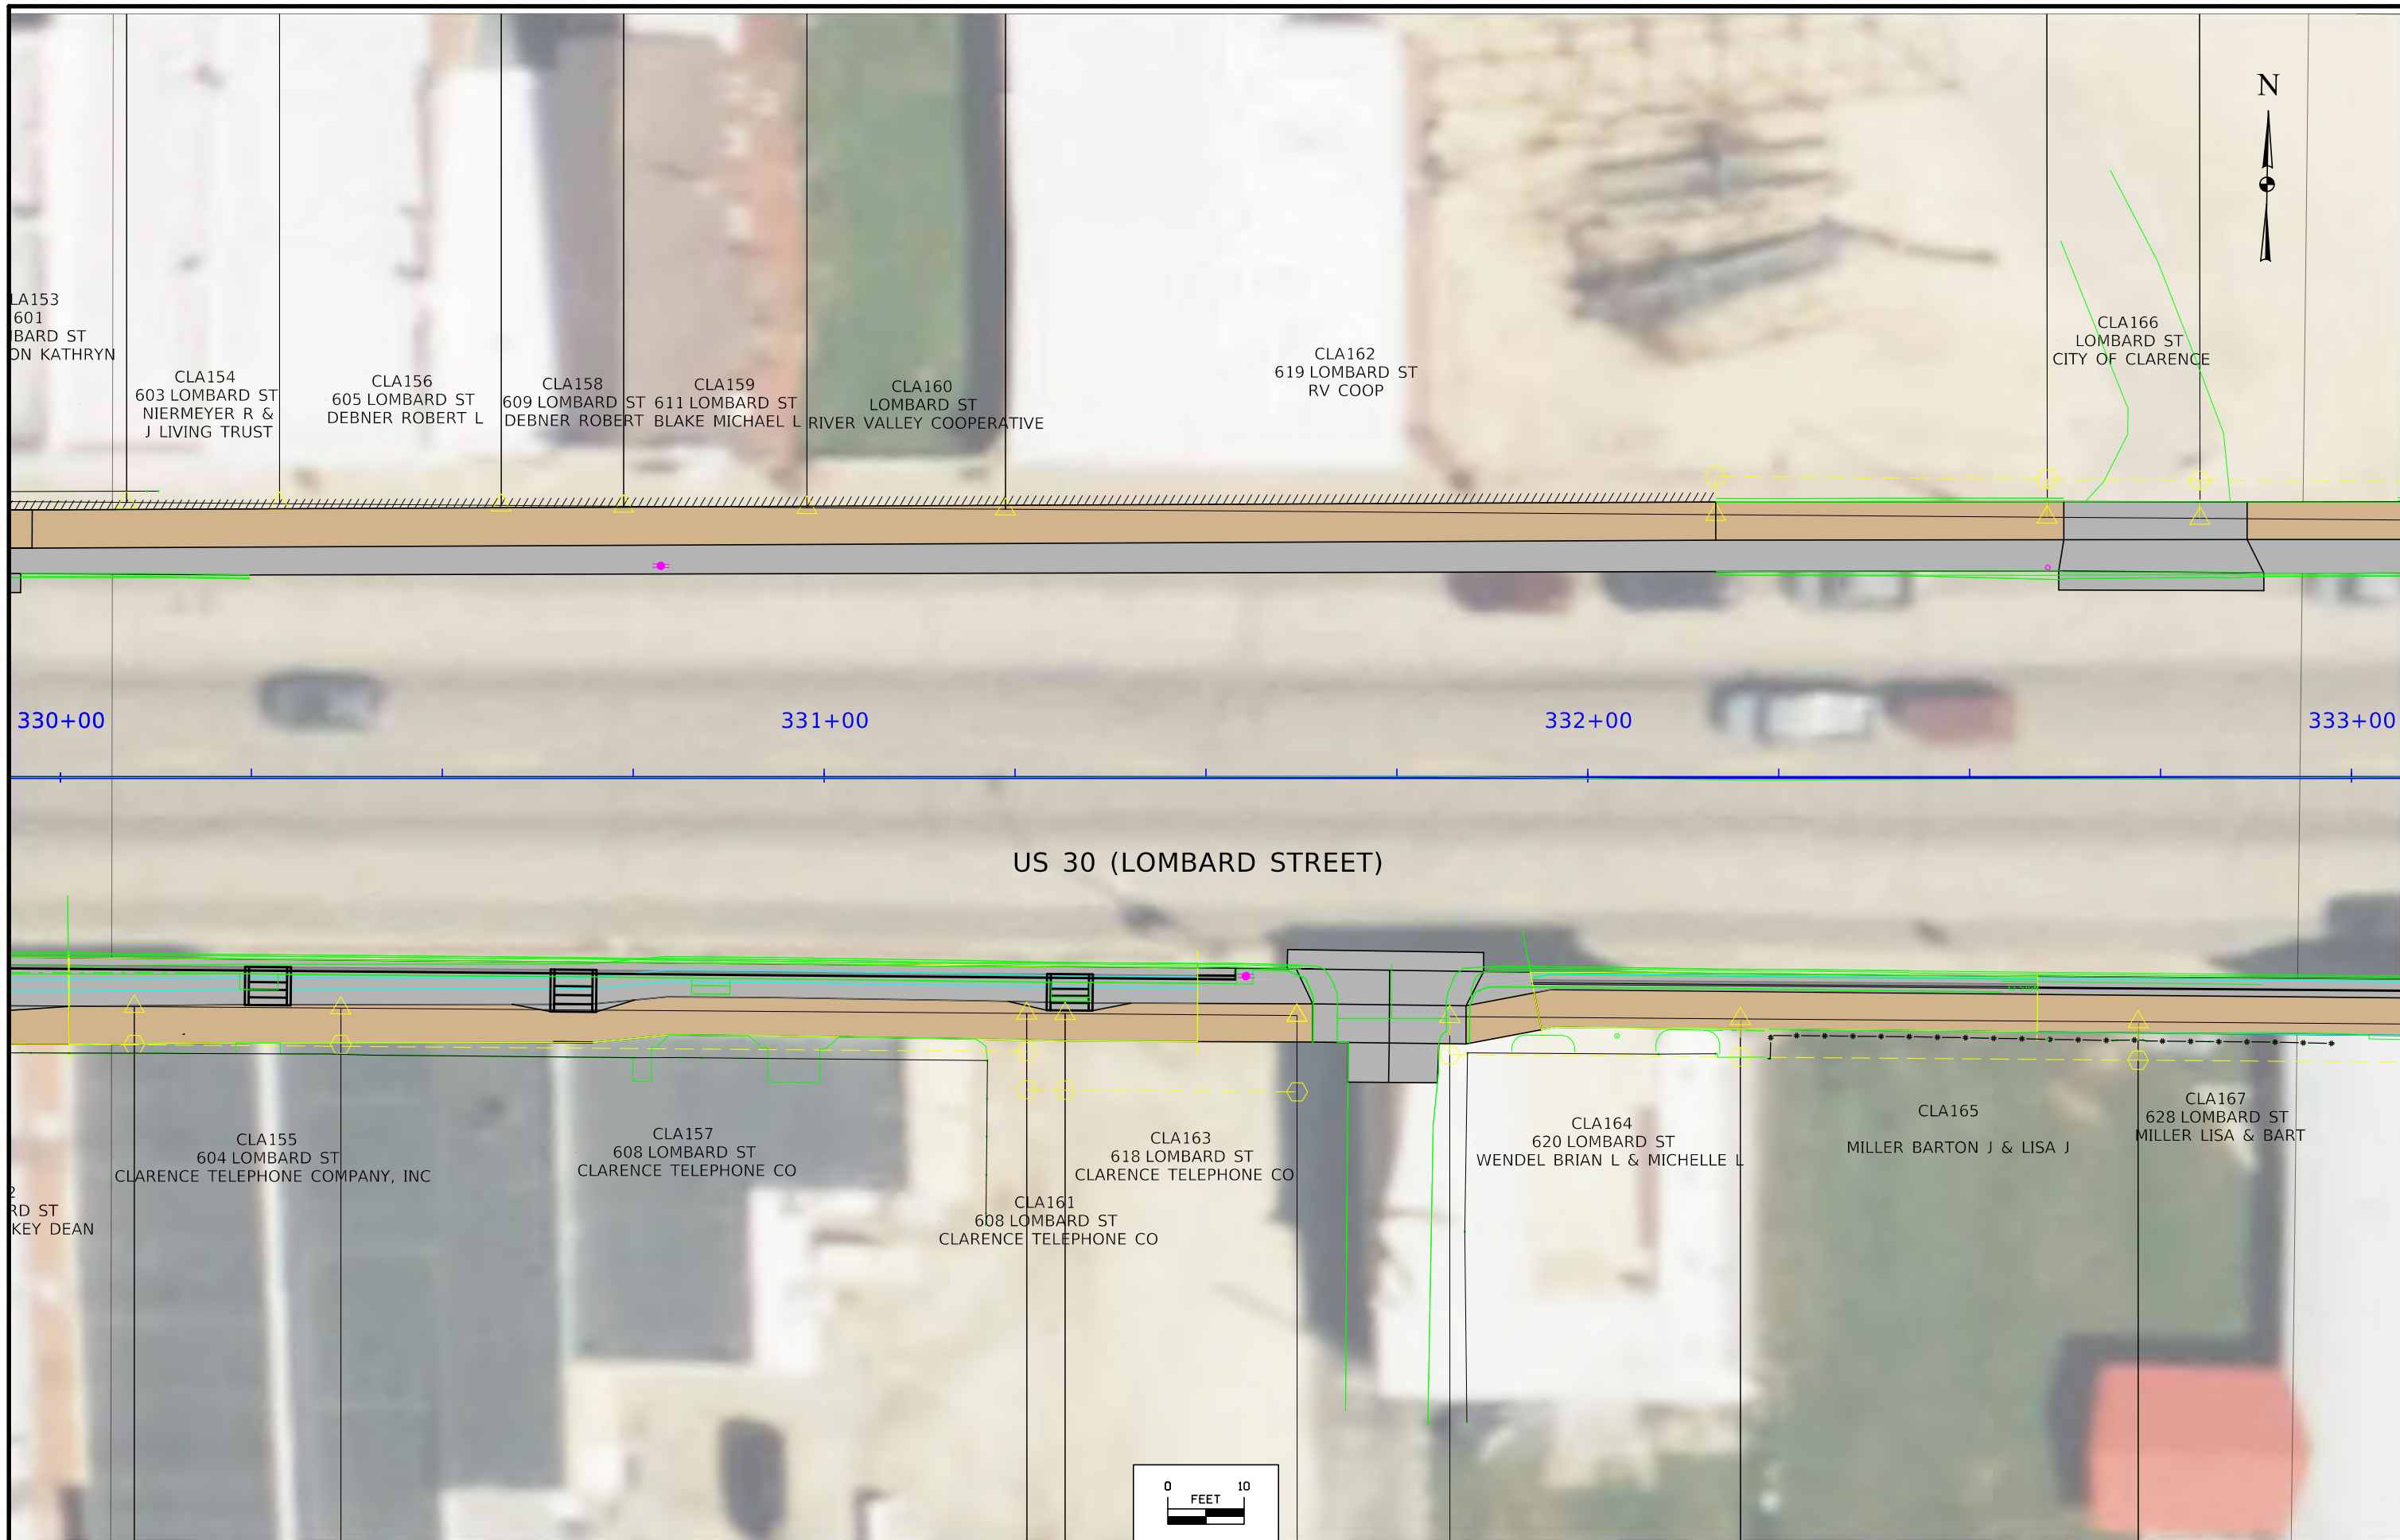 N
LA153
601
BARD ST
ON KATHRYN
CLA154
603 LOMBARD ST
NIERMEYER R &
J LIVING TRUST
CLA156
605 LOMBARD ST
DEBNER ROBERT L
CLA158
609 LOMBARD ST
DEBNER ROBERT
CLA159
611 LOMBARD ST
BLAKE MICHAEL L
CLA160
LOMBARD ST
RIVER VALLEY COOPERATIVE
CLA162
619 LOMBARD ST
RV COOP
CLA166
LOMBARD ST
CITY OF CLARENCE
330+00
331+00
332+00
333+00
US 30 (LOMBARD STREET)
2
RD ST
KEY DEAN
CLA155
604 LOMBARD ST
CLARENCE TELEPHONE COMPANY, INC
CLA157
608 LOMBARD ST
CLARENCE TELEPHONE CO
CLA161
608 LOMBARD ST
CLARENCE TELEPHONE CO
CLA163
618 LOMBARD ST
CLARENCE TELEPHONE CO
CLA164
620 LOMBARD ST
WENDEL BRIAN L & MICHELLE L
CLA165
MILLER BARTON J & LISA J
CLA167
628 LOMBARD ST
MILLER LISA & BART
0 10
FEET